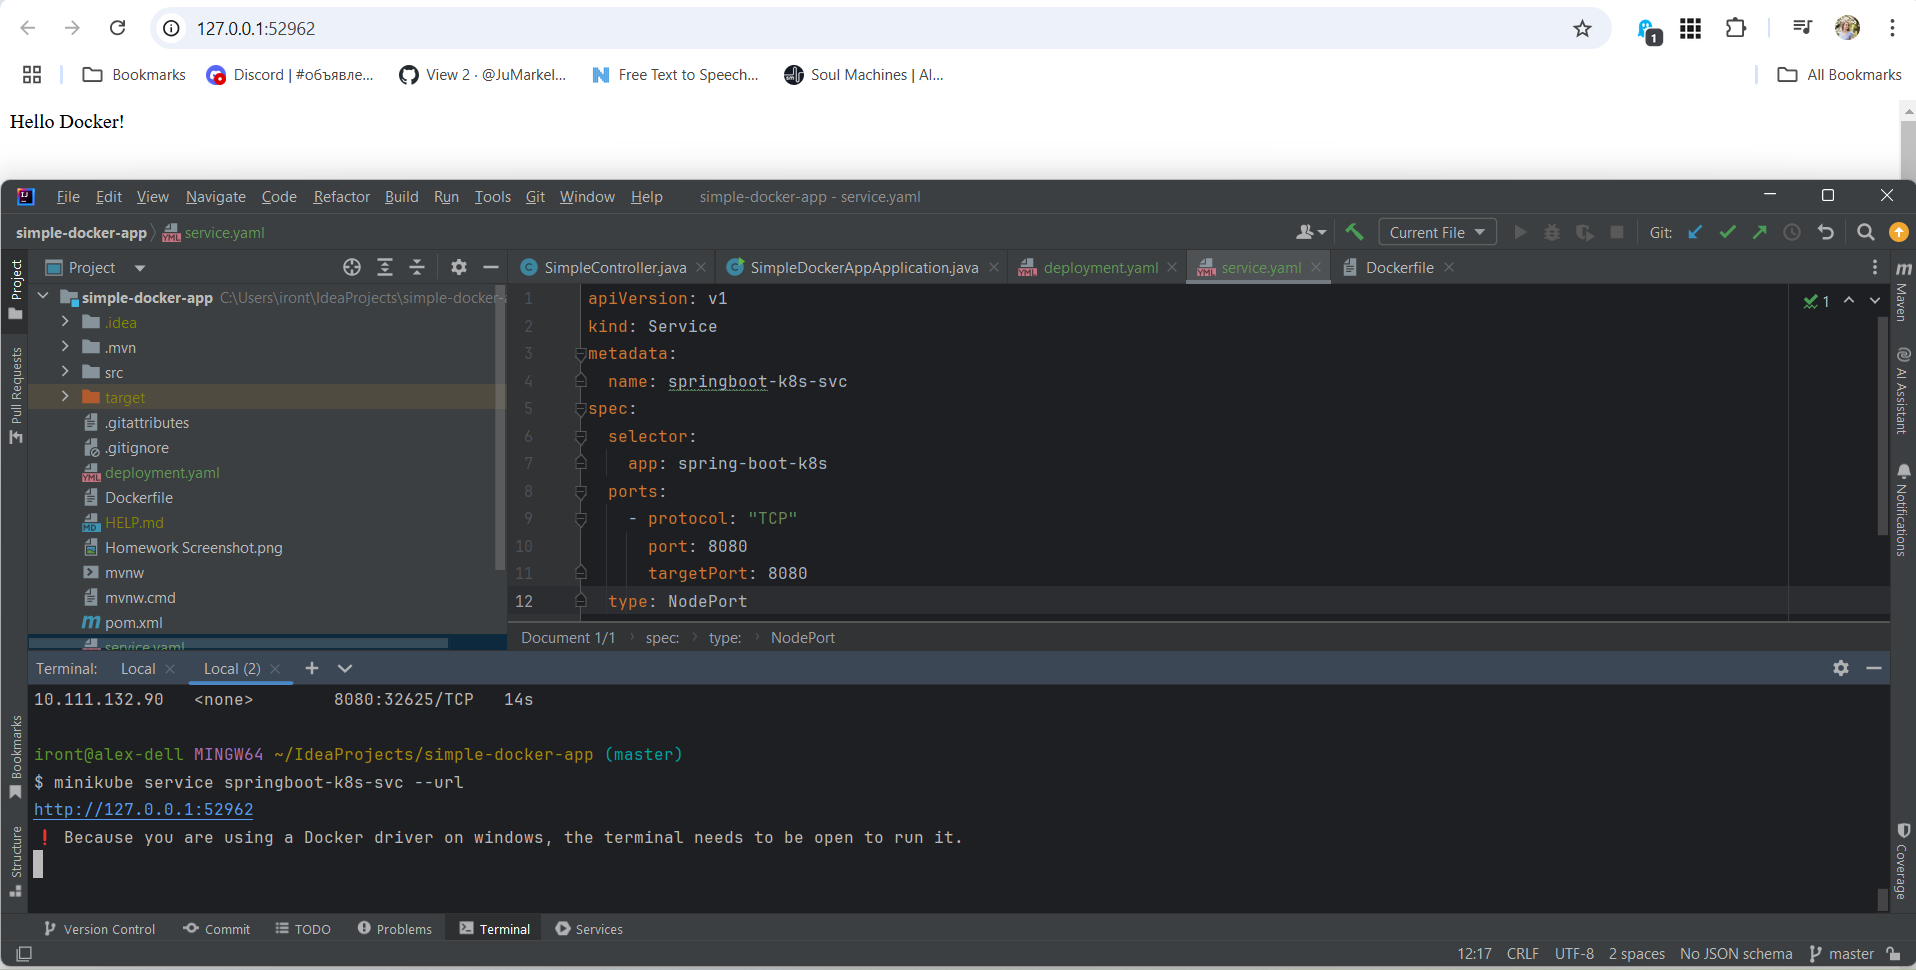 127.0.0.1:52962
1
Bookmarks
Discord | #объявле...
View 2 · @JuMarkel...
Free Text to Speech...
Soul Machines | AI...
All Bookmarks
Hello Docker!
File Edit View Navigate Code Refactor Build Run Tools Git Window Help simple-docker-app - service.yaml
simple-docker-app service.yaml
Current File
Git:
Project
SimpleController.java
SimpleDockerAppApplication.java
deployment.yaml
service.yaml
Dockerfile
Project
Pull Requests
Bookmarks
Structure
simple-docker-app C:\Users\iront\IdeaProjects\simple-docker-a
.idea
.mvn
src
target
.gitattributes
.gitignore
deployment.yaml
Dockerfile
HELP.md
Homework Screenshot.png
mvnw
mvnw.cmd
pom.xml
service.yaml
1 apiVersion: v1
2 kind: Service
3 metadata:
4 name: springboot-k8s-svc
5 spec:
6 selector:
7 app: spring-boot-k8s
8 ports:
9 - protocol: "TCP"
10 port: 8080
11 targetPort: 8080
12 type: NodePort
1
Document 1/1 spec: type: NodePort
Maven
AI Assistant
Notifications
Coverage
Terminal: Local Local (2)
10.111.132.90 <none> 8080:32625/TCP 14s
iront@alex-dell MINGW64 ~/IdeaProjects/simple-docker-app (master)
$ minikube service springboot-k8s-svc --url
http://127.0.0.1:52962
! Because you are using a Docker driver on windows, the terminal needs to be open to run it.
Version Control Commit TODO Problems Terminal Services
12:17 CRLF UTF-8 2 spaces No JSON schema master